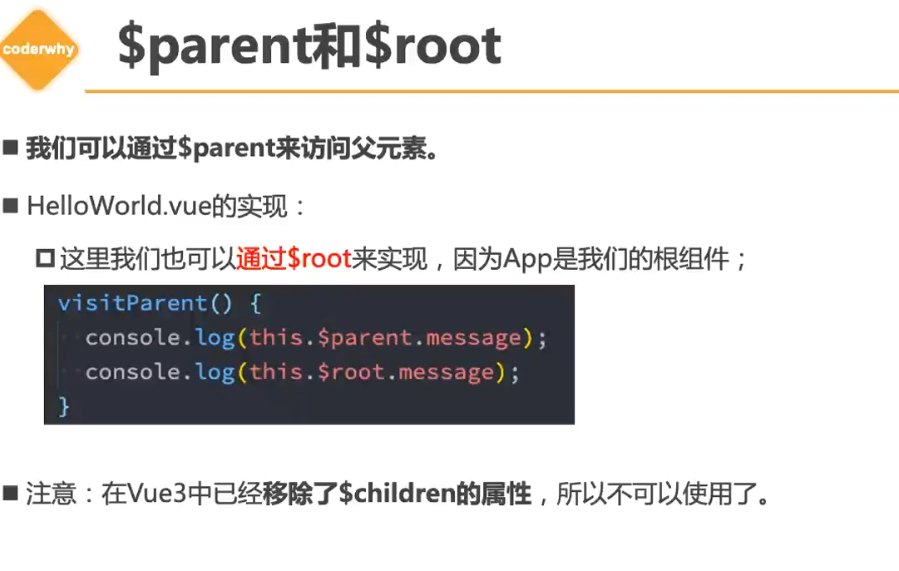 coderwhy
$parent和$root
我们可以通过$parent来访问父元素。
HelloWorld.vue的实现：
这里我们也可以通过$root来实现，因为App是我们的根组件；
visitParent() {
console.log(this.$parent.message);
console.log(this.$root.message);
}
注意：在Vue3中已经移除了$children的属性，所以不可以使用了。